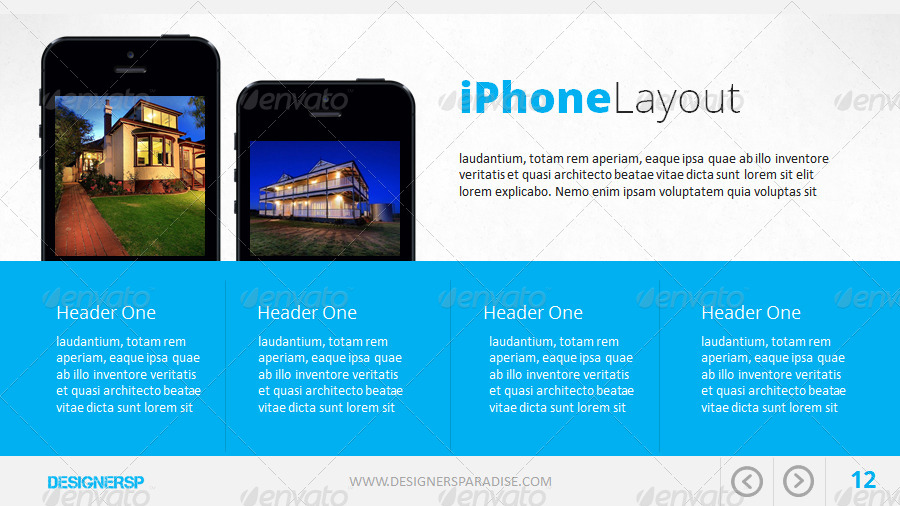 iPhoneLayout
laudantium, totam rem aperiam, eaque ipsa quae ab illo inventore
veritatis et quasi architecto beatae vitae dicta sunt lorem sit elit
lorem explicabo. Nemo enim ipsam voluptatem quia voluptas sit
Header One
laudantium, totam rem
aperiam, eaque ipsa quae
ab illo inventore veritatis
et quasi architecto beatae
vitae dicta sunt lorem sit
Header One
laudantium, totam rem
aperiam, eaque ipsa quae
ab illo inventore veritatis
et quasi architecto beatae
vitae dicta sunt lorem sit
Header One
laudantium, totam rem
aperiam, eaque ipsa quae
ab illo inventore veritatis
et quasi architecto beatae
vitae dicta sunt lorem sit
Header One
laudantium, totam rem
aperiam, eaque ipsa quae
ab illo inventore veritatis
et quasi architecto beatae
vitae dicta sunt lorem sit
DESIGNERSP
WWW.DESIGNERSPARADISE.COM
12
envato